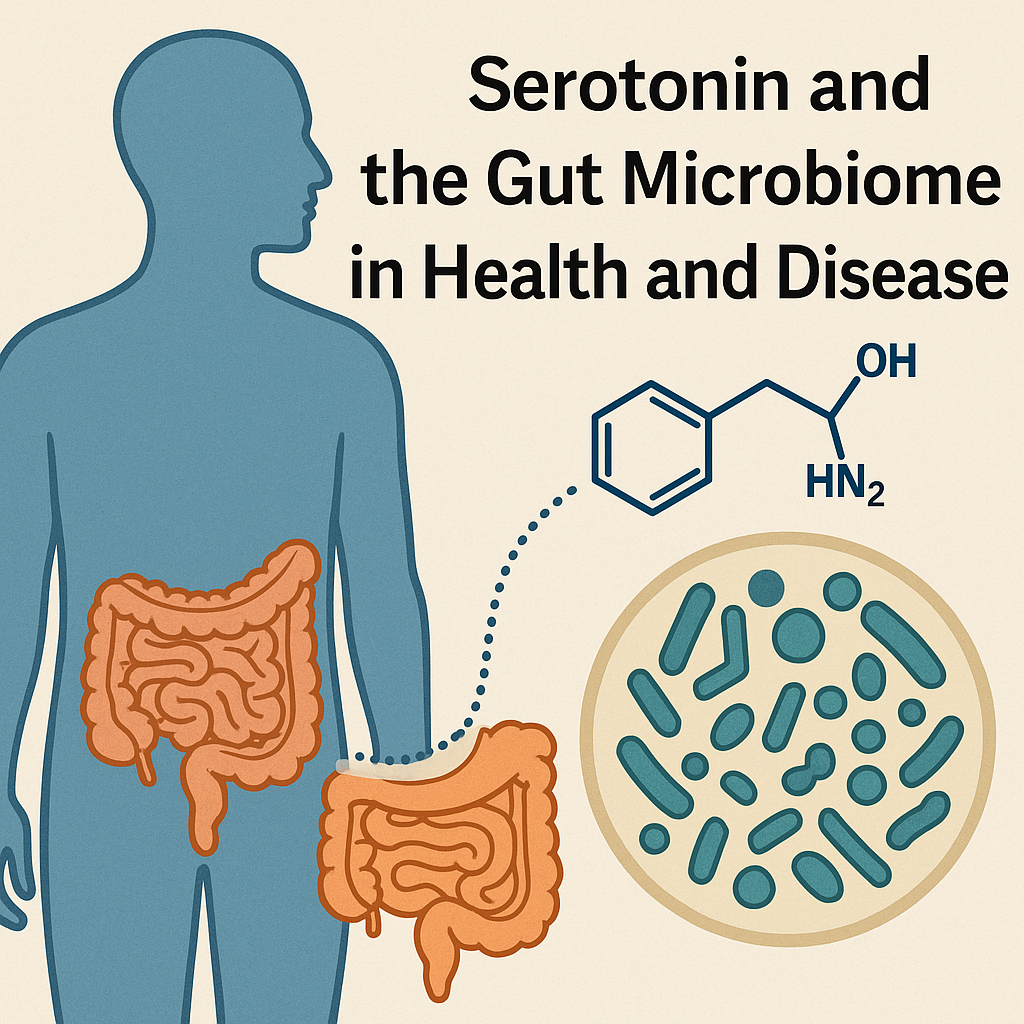 Serotonin and
the Gut Microbiome
in Health and Disease
OH
HN₂